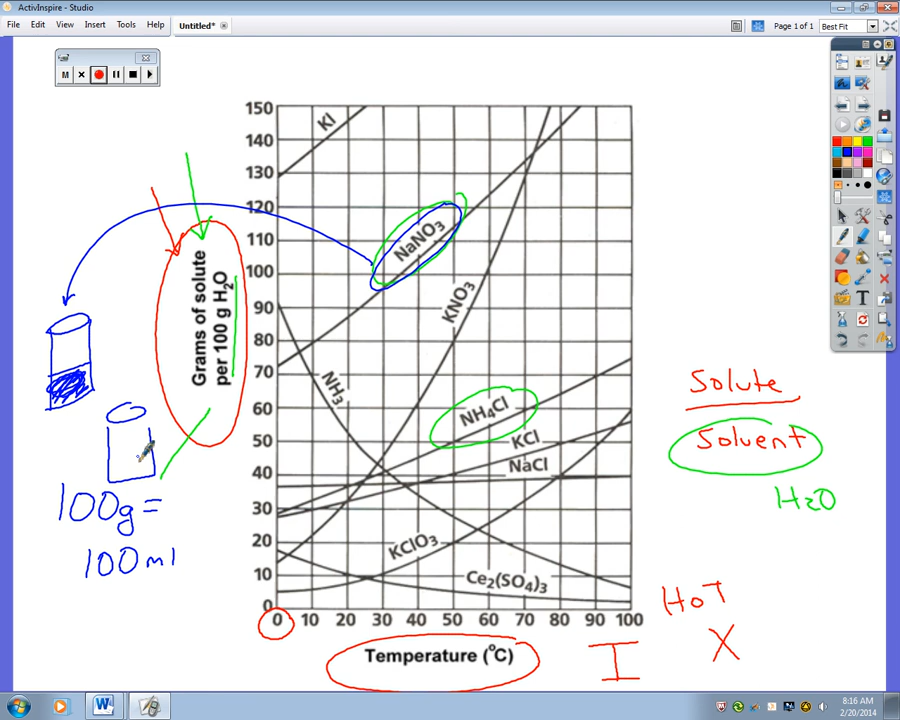 ActivInspire - Studio
File Edit View Insert Tools Help
Untitled*
Page 1 of 1
Best Fit
M
150
140
130
120
110
100
90
80
70
60
50
40
30
20
10
0
Grams of solute
per 100 g H₂O
KI
NaNO₃
KNO₃
NH₃
NH₄Cl
KCl
NaCl
KClO₃
Ce₂(SO₄)₃
0 10 20 30 40 50 60 70 80 90 100
Temperature (°C)
100g =
100ml
Solute
Solvent
H2O
HOT
I X
T
W
8:16 AM
2/20/2014